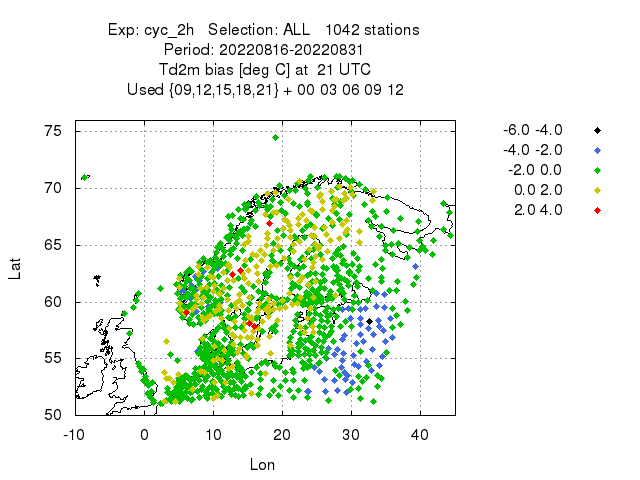 Exp: cyc_2h   Selection: ALL   1042 stations
Period: 20220816-20220831
Td2m bias [deg C] at  21 UTC
Used {09,12,15,18,21} + 00 03 06 09 12
-6.0 -4.0
-4.0 -2.0
-2.0 0.0
0.0 2.0
2.0 4.0
75
70
65
60
55
50
Lat
-10 0 10 20 30 40
Lon